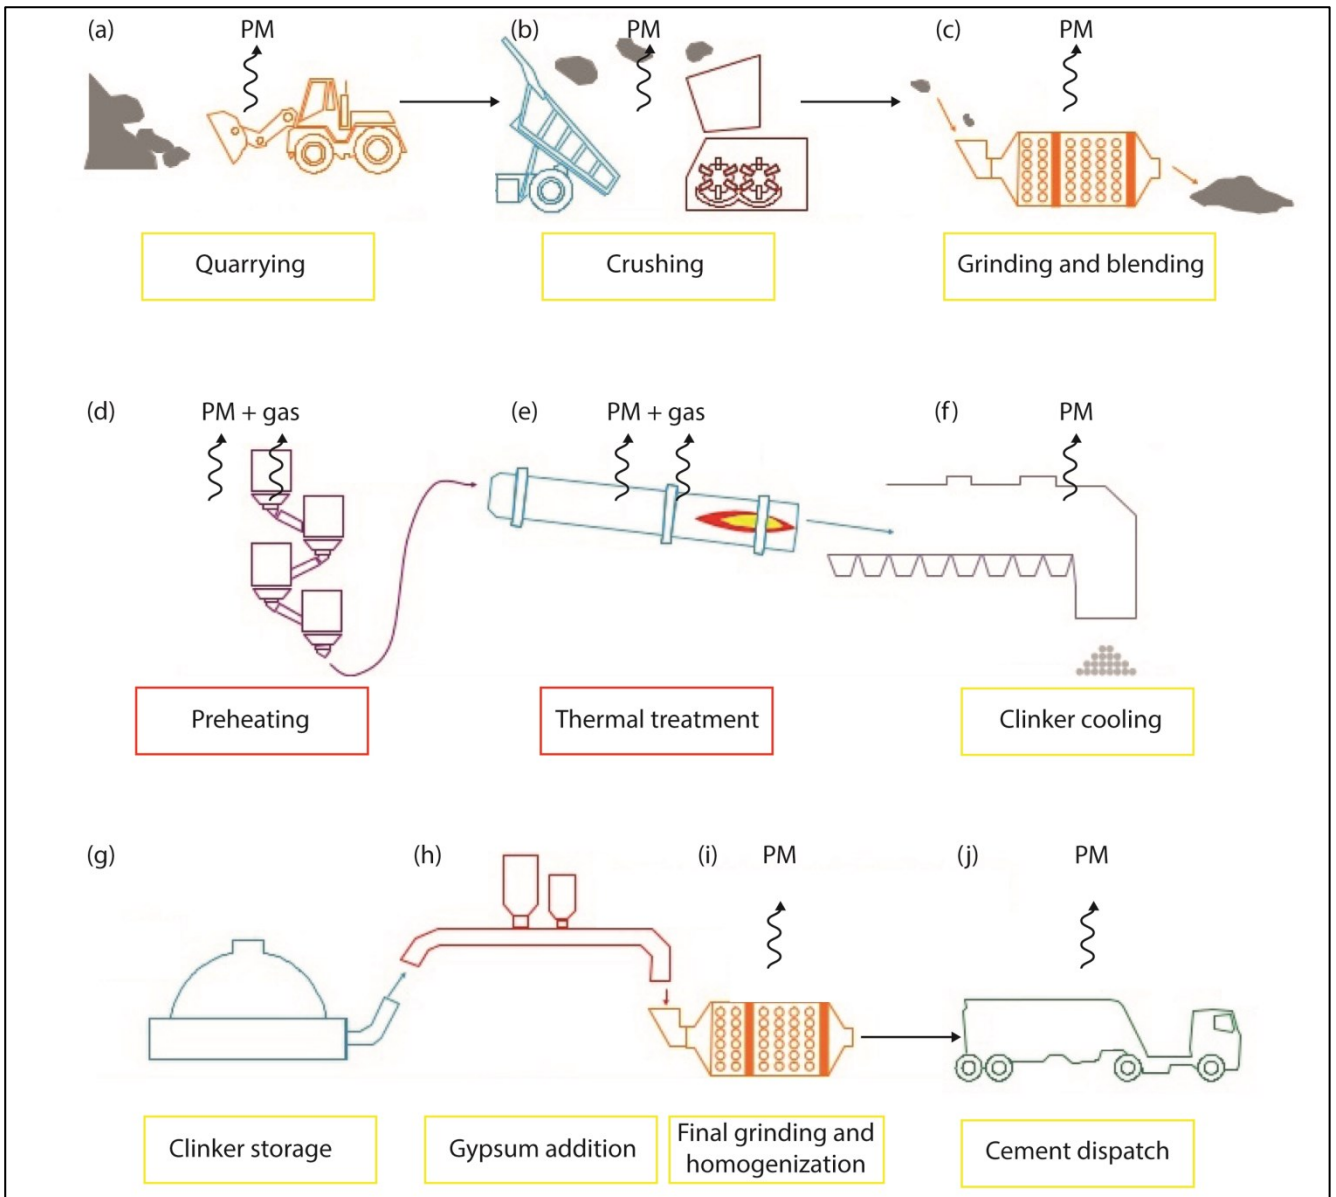 (a) PM
(b) PM
(c) PM
Quarrying
Crushing
Grinding and blending
(d) PM + gas
(e) PM + gas
(f) PM
Preheating
Thermal treatment
Clinker cooling
(g)
(h)
(i) PM
(j) PM
Clinker storage
Gypsum addition
Final grinding and
homogenization
Cement dispatch